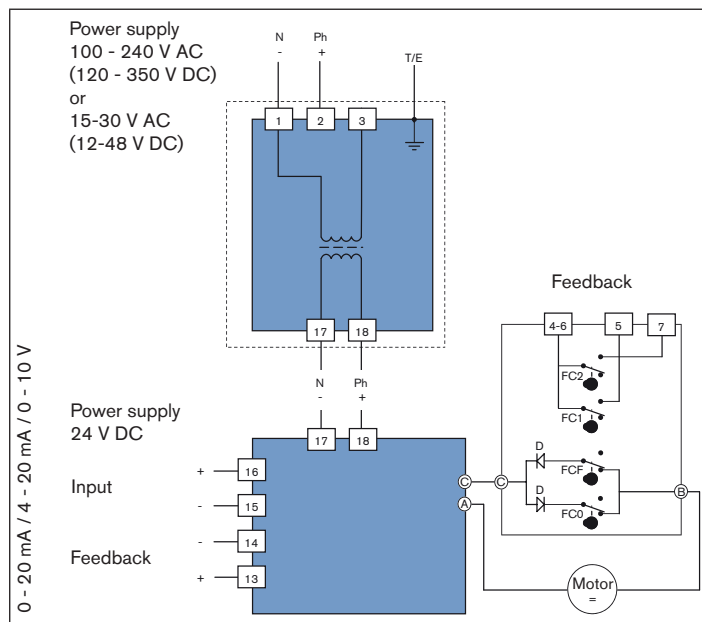 Power supply
100 - 240 V AC
(120 - 350 V DC)
or
15-30 V AC
(12-48 V DC)
N
-
Ph
+
T/E
1
2
3
17
18
N
-
Ph
+
Power supply
24 V DC
17
18
+
16
Input
-
15
-
14
Feedback
+
13
C
A
0 - 20 mA / 4 - 20 mA / 0 - 10 V
Feedback
4-6
5
7
FC2
FC1
D
FCF
C
B
D
FC0
Motor
=